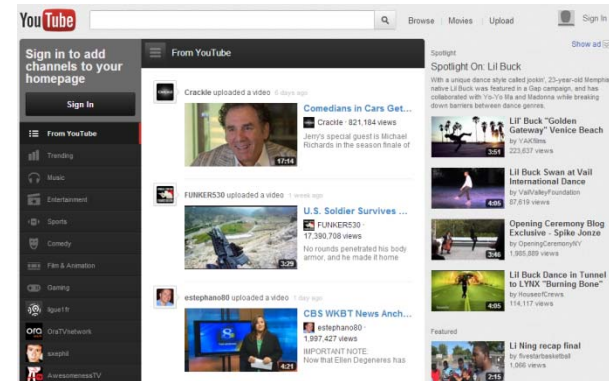 YouTube
Browse | Movies | Upload
Sign In
Sign in to add
channels to your
homepage
Sign In
From YouTube
Trending
Music
Entertainment
Sports
Comedy
Film & Animation
Gaming
ligue1fr
OraTVnetwork
sxephil
AwesomenessTV
From YouTube
Crackle uploaded a video 6 days ago
Comedians in Cars Get...
Crackle · 821,184 views
Jerry's special guest is Michael
Richards in the season finale of
17:14
FUNKER530 uploaded a video 1 week ago
U.S. Soldier Survives ...
FUNKER530 ·
17,390,708 views
No rounds penetrated his body
armor, and he made it home
3:29
estephano80 uploaded a video 1 day ago
CBS WKBT News Anch...
estephano80 ·
1,997,427 views
IMPORTANT NOTE:
Now that Ellen Degeneres has
8
4:21
Show ad
Spotlight
Spotlight On: Lil Buck
With a unique dance style called jookin', 23-year-old Memphis
native Lil Buck was featured in a Gap campaign, and has
collaborated with Yo-Yo Ma and Madonna while breaking
down barriers between dance genres.
Lil' Buck "Golden
Gateway" Venice Beach
by YAKfilms
223,637 views
3:51
Lil Buck Swan at Vail
International Dance
by VailValleyFoundation
87,619 views
4:05
Opening Ceremony Blog
Exclusive - Spike Jonze
by OpeningCeremonyNY
1,985,889 views
3:46
Lil Buck Dance in Tunnel
to LYNX "Burning Bone"
by HouseofCrews
114,117 views
4:05
Featured
Li Ning recap final
by fivestarbasketball
1,066 views
2:15